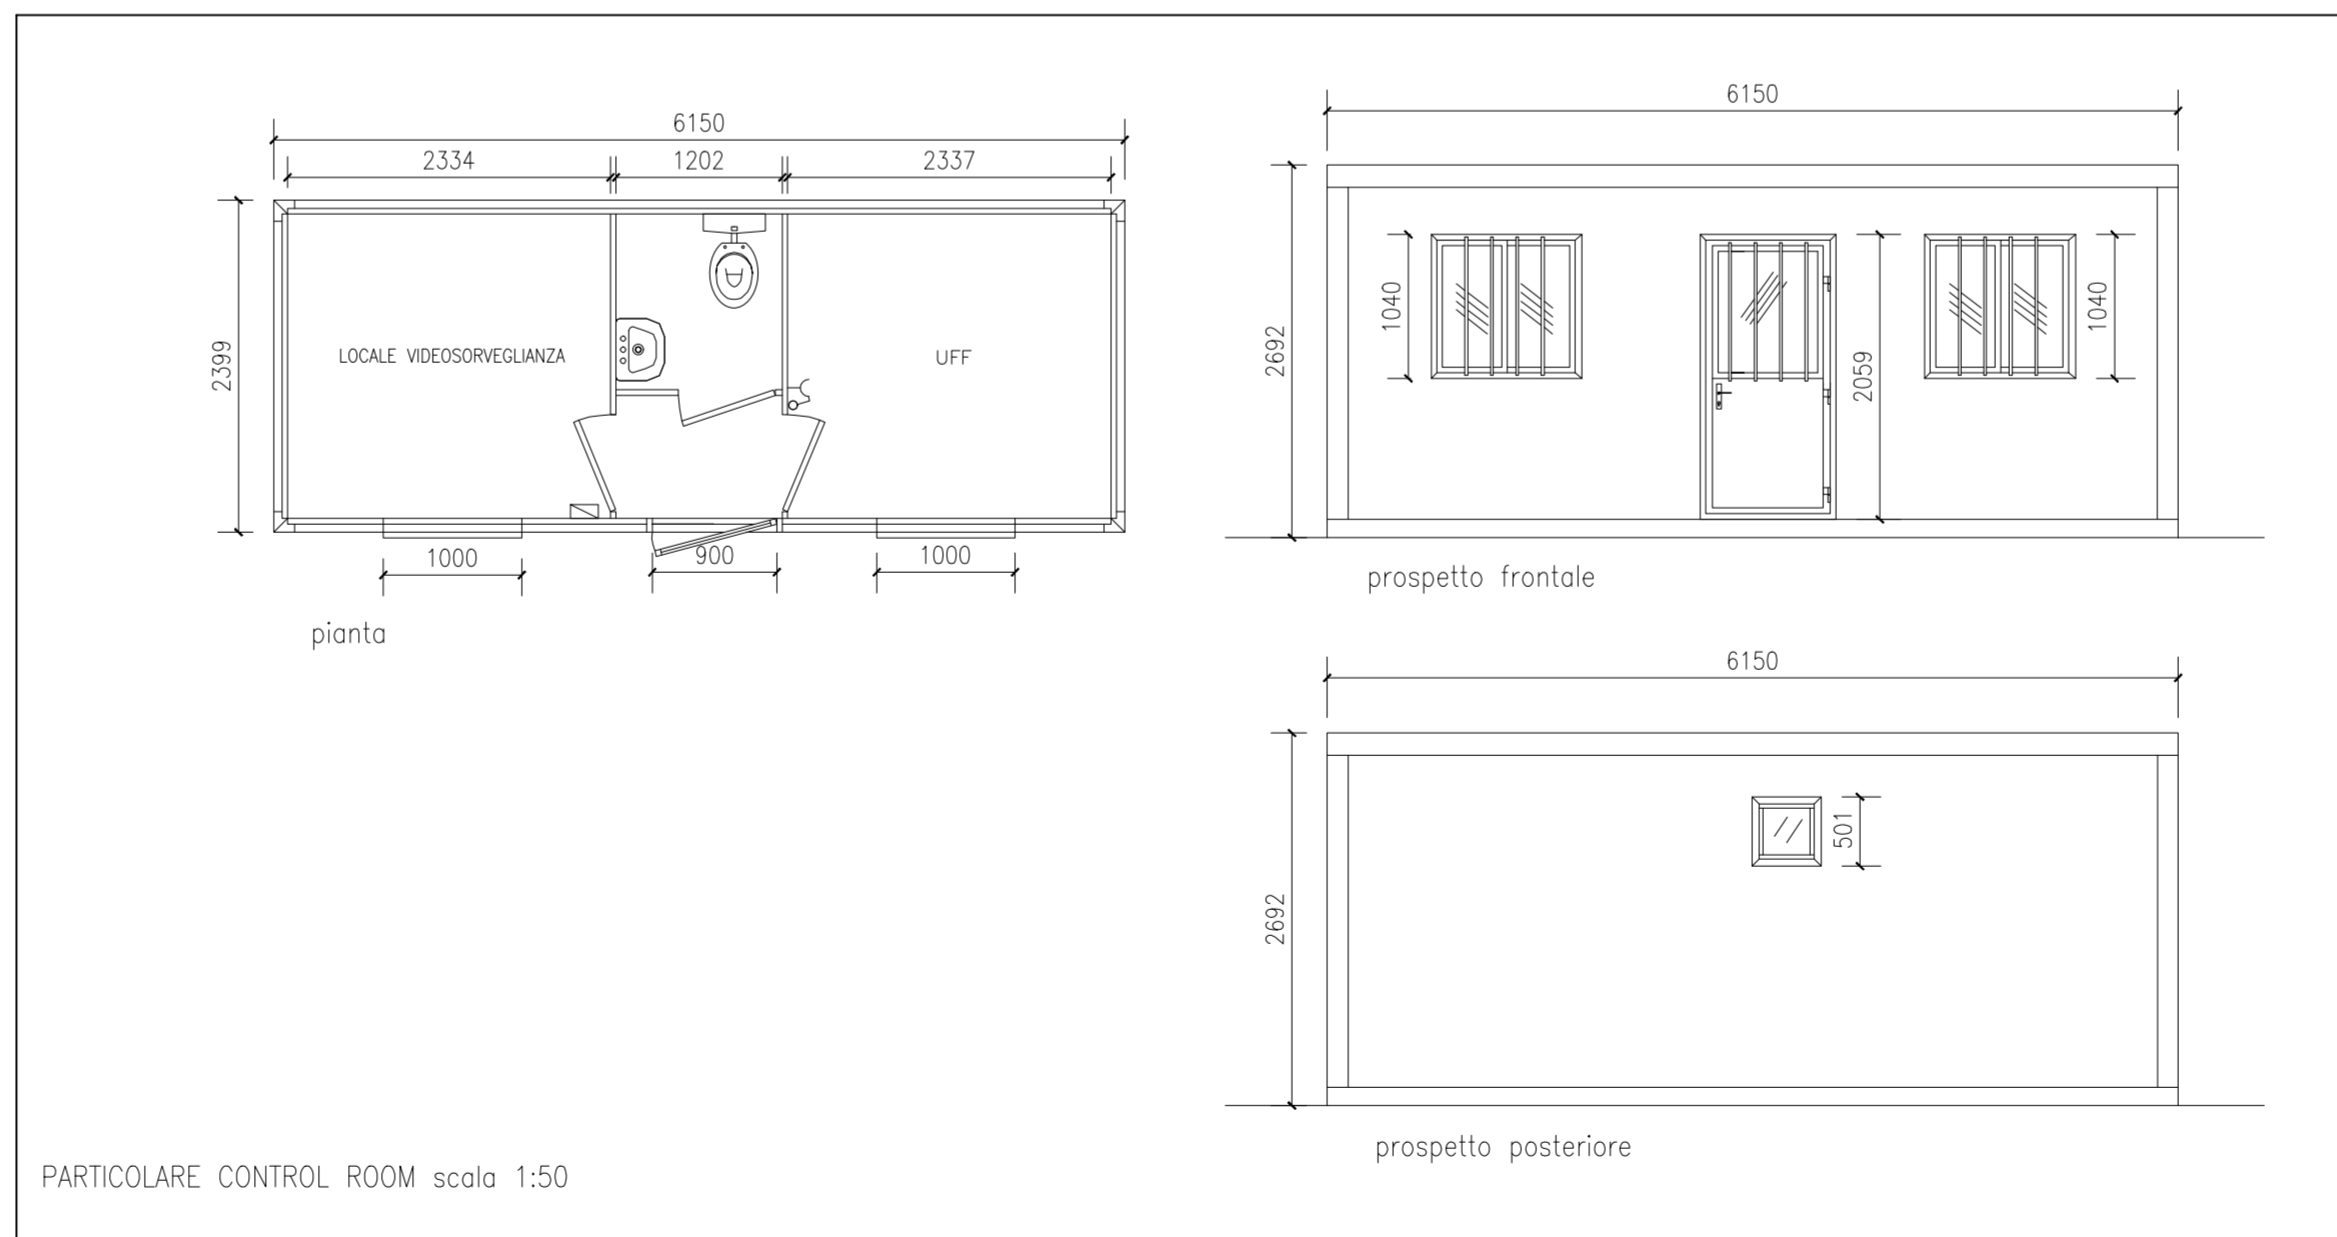 6150
2334 1202 2337
2399
LOCALE VIDEOSORVEGLIANZA
UFF
1000 900 1000
pianta
6150
2692
1040
2059
1040
prospetto frontale
6150
2692
501
prospetto posteriore
PARTICOLARE CONTROL ROOM scala 1:50